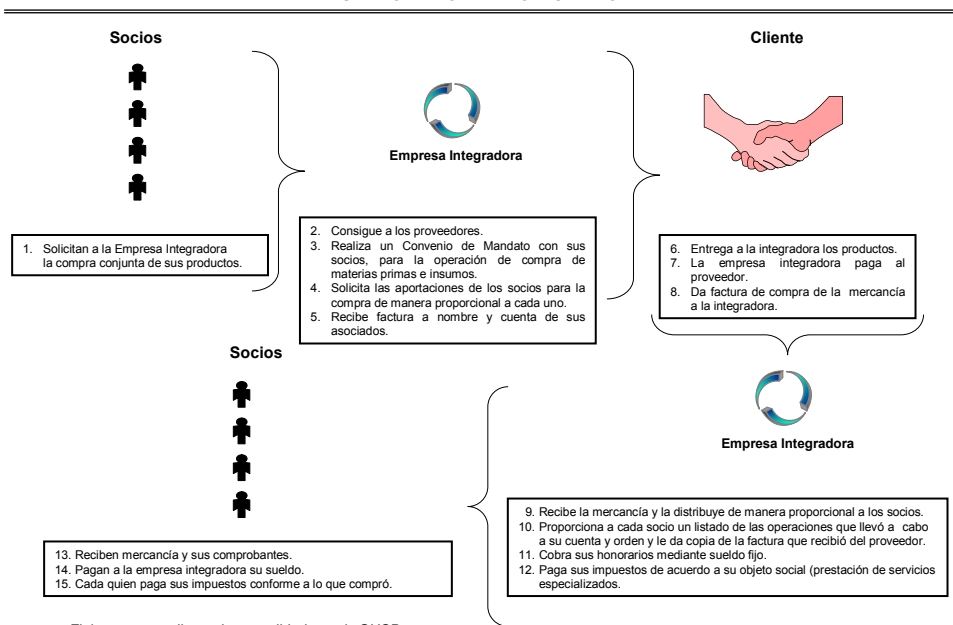 Socios
Cliente
Empresa Integradora
1. Solicitan a la Empresa Integradora
la compra conjunta de sus productos.
2. Consigue a los proveedores.
3. Realiza un Convenio de Mandato con sus
socios, para la operación de compra de
materias primas e insumos.
4. Solicita las aportaciones de los socios para la
compra de manera proporcional a cada uno.
5. Recibe factura a nombre y cuenta de sus
asociados.
6. Entrega a la integradora los productos.
7. La empresa integradora paga al
proveedor.
8. Da factura de compra de la mercancía
a la integradora.
Socios
Empresa Integradora
9. Recibe la mercancía y la distribuye de manera proporcional a los socios.
10. Proporciona a cada socio un listado de las operaciones que llevó a cabo
a su cuenta y orden y le da copia de la factura que recibió del proveedor.
11. Cobra sus honorarios mediante sueldo fijo.
12. Paga sus impuestos de acuerdo a su objeto social (prestación de servicios
especializados.
13. Reciben mercancía y sus comprobantes.
14. Pagan a la empresa integradora su sueldo.
15. Cada quien paga sus impuestos conforme a lo que compró.